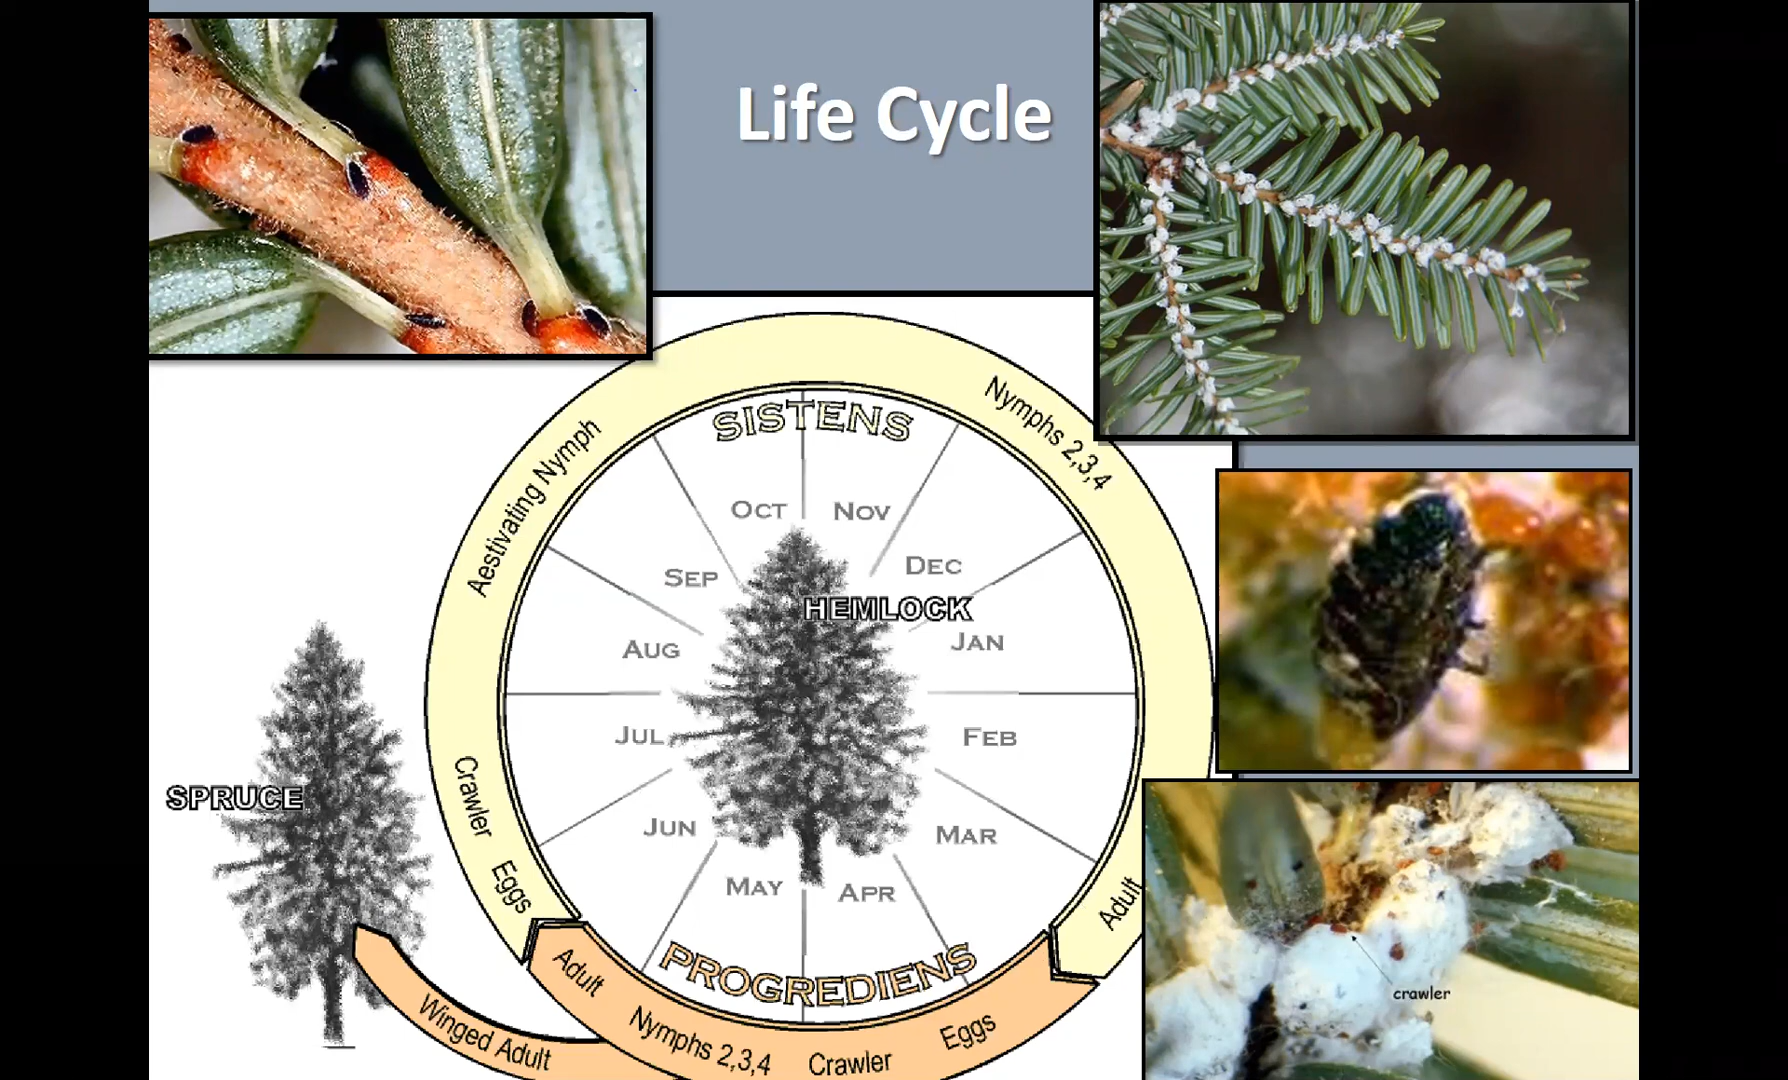 Life Cycle
SISTENS
Aestivating Nymph
Nymphs 2,3,4
OCT
NOV
SEP
DEC
HEMLOCK
AUG
JAN
JUL
FEB
SPRUCE
Crawler
JUN
MAR
Eggs
MAY
APR
Adult
PROGREDIENS
Adult
Winged Adult
Nymphs 2,3,4
Crawler
Eggs
crawler